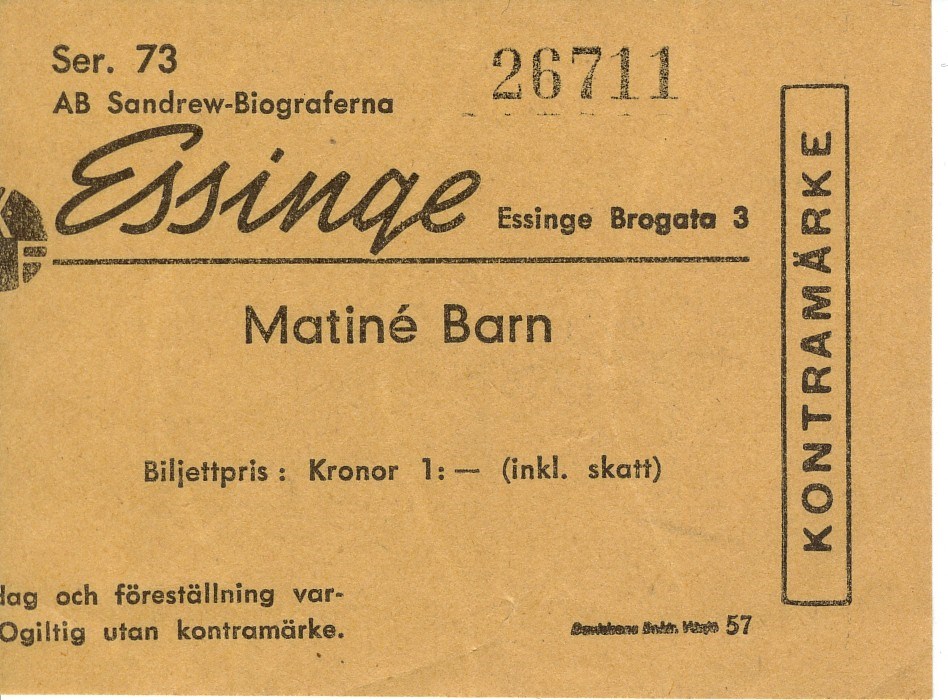 Ser. 73
26711
AB Sandrew-Biograferna
Essinge
Essinge Brogata 3
F
Matiné Barn
Biljettpris: Kronor 1:— (inkl. skatt)
dag och föreställning var-
Ogiltig utan kontramärke.
57
KONTRAMÄRKE